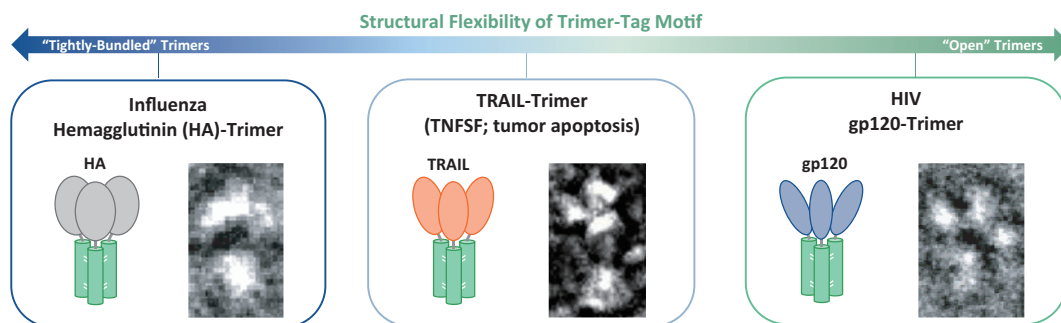 Structural Flexibility of Trimer-Tag Motif
“Tightly-Bundled” Trimers
“Open” Trimers
Influenza
Hemagglutinin (HA)-Trimer
HA
TRAIL-Trimer
(TNFSF; tumor apoptosis)
TRAIL
HIV
gp120-Trimer
gp120